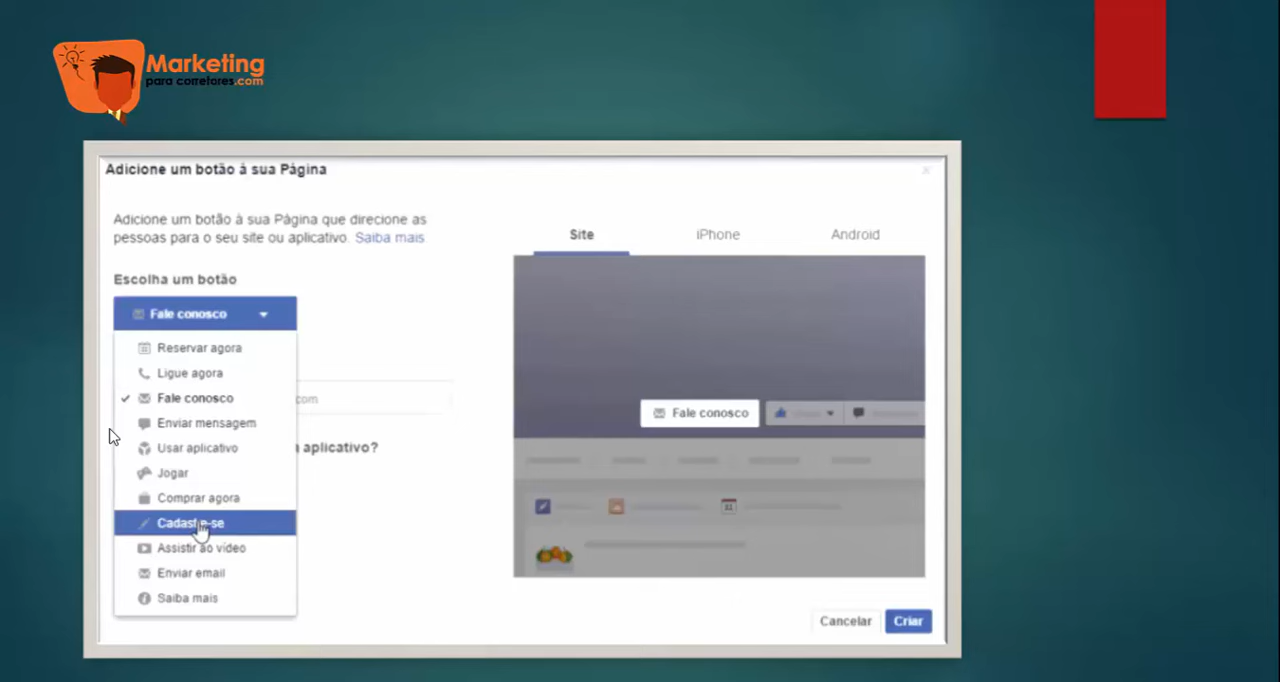 Marketing
para corretores.com
Adicione um botão à sua Página
Adicione um botão à sua Página que direcione as
pessoas para o seu site ou aplicativo. Saiba mais
Escolha um botão
Fale conosco
Reservar agora
Ligue agora
Fale conosco
Enviar mensagem
Usar aplicativo
Jogar
Comprar agora
Cadastre-se
Assistir ao vídeo
Enviar email
Saiba mais
com
aplicativo?
Site
iPhone
Android
Fale conosco
31
Cancelar
Criar